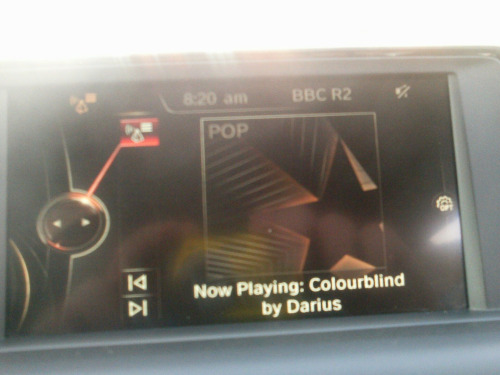 8:20 am BBC R2
POP
Now Playing: Colourblind
by Darius